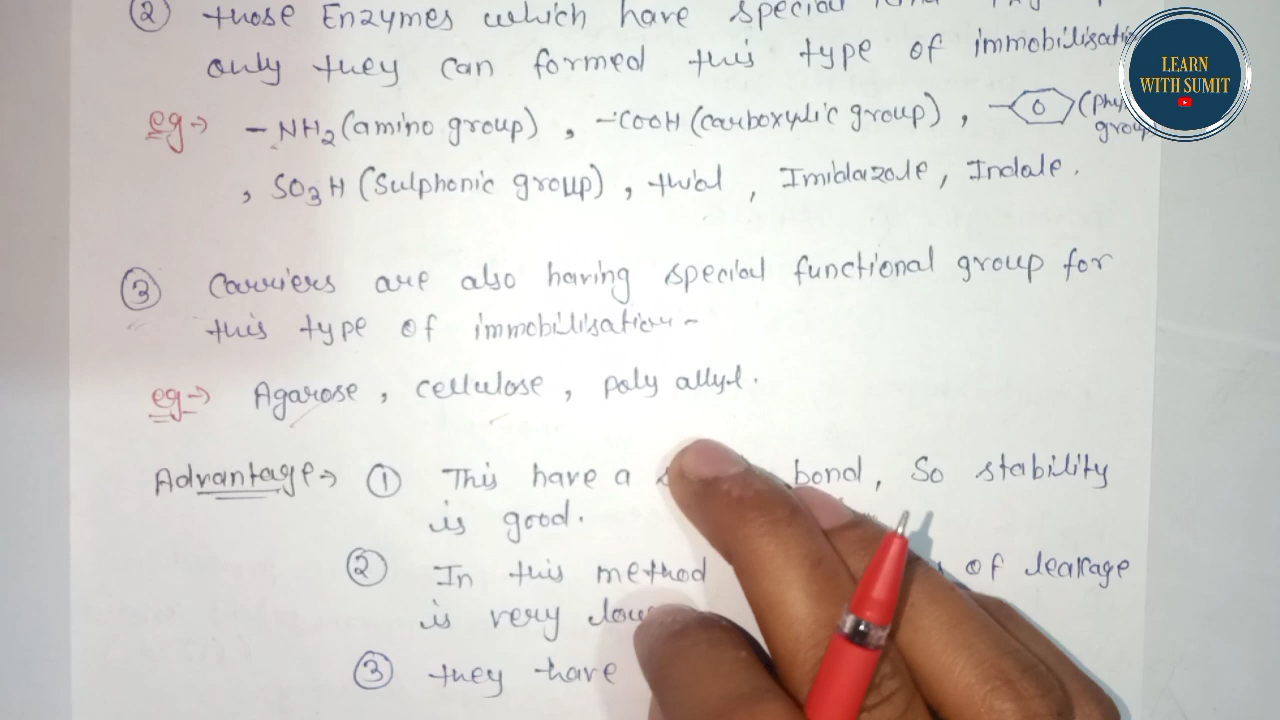 ② those Enzymes which have special
only they can formed this type of immobilisation
eg→ -NH2 (amino group) , -COOH (carboxylic group) , (
group
, SO3H (Sulphonic group) , thiol , Imidazole , Indole .
③ Carriers are also having special functional group for
this type of immobilisation-
eg→ Agarose , cellulose , poly allyl .
Advantage→ ① This have a bond , So stability
is good .
② In this method of leakage
is very low
③ they have
LEARN
WITH SUMIT